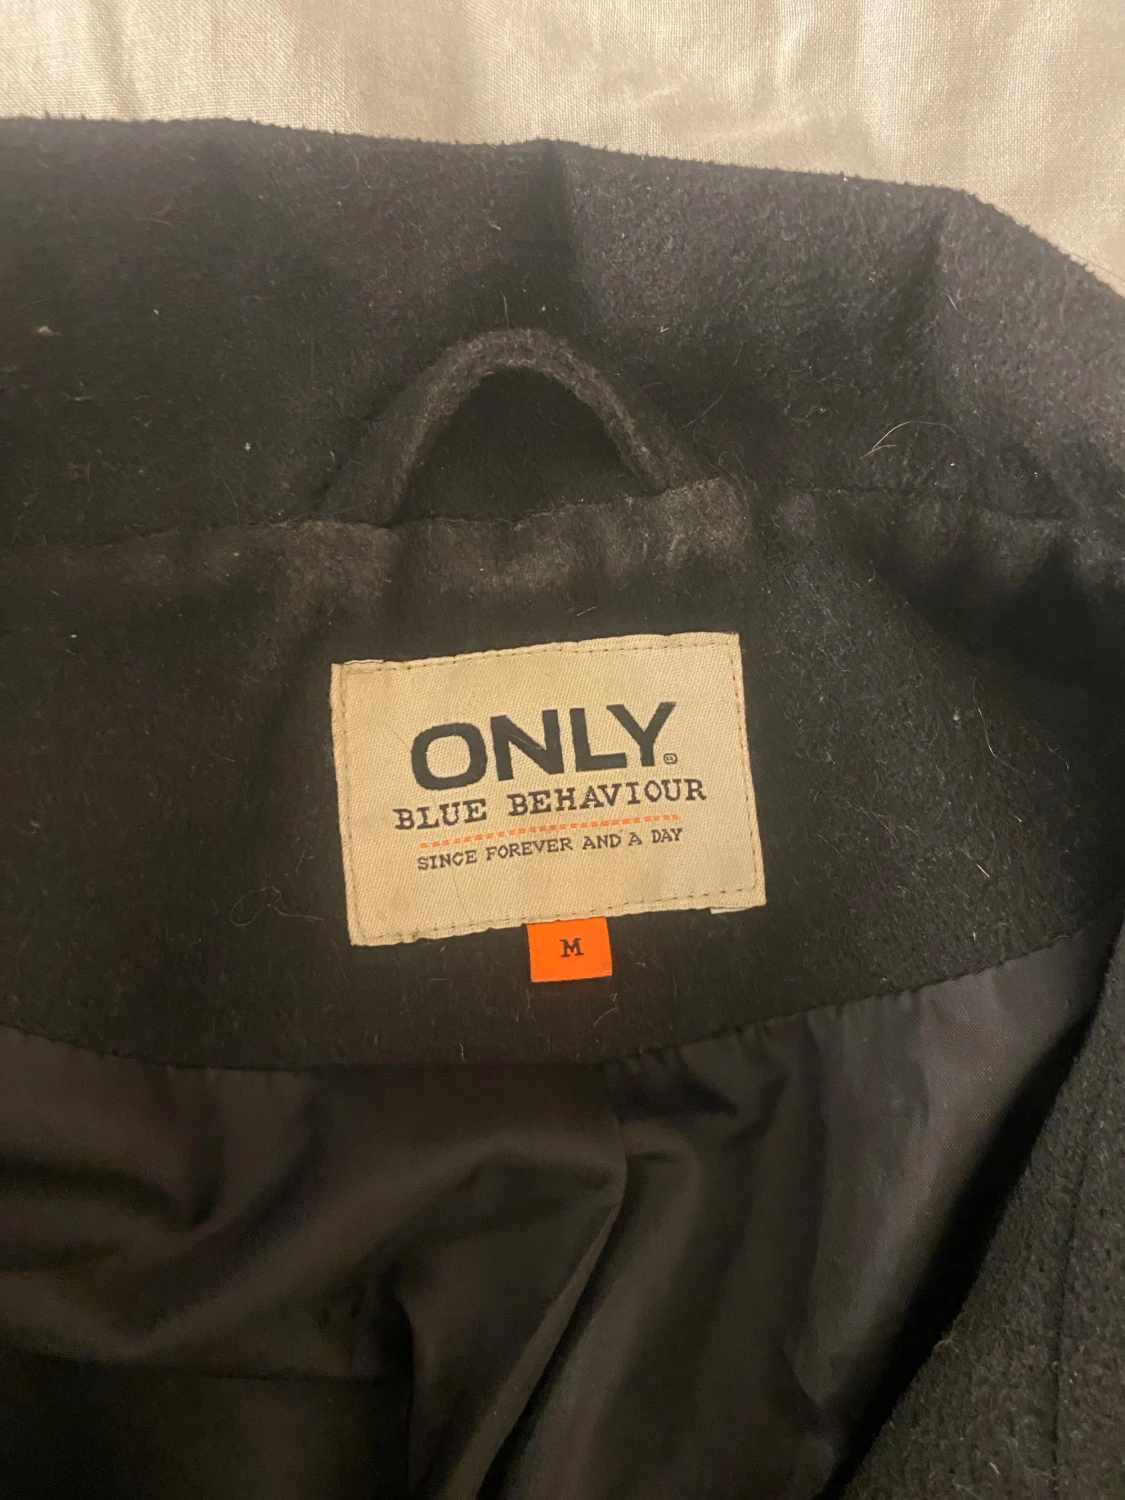 ONLY®
BLUE BEHAVIOUR
SINCE FOREVER AND A DAY
M